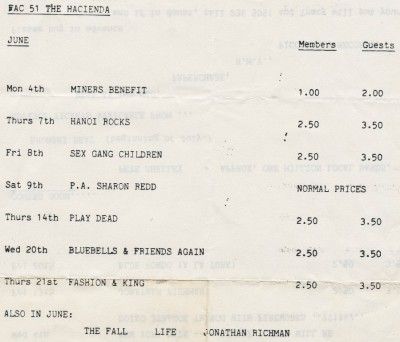 FAC 51 THE HACIENDA
JUNE Members Guests
Mon 4th MINERS BENEFIT 1.00 2.00
Thurs 7th HANOI ROCKS 2.50 3.50
Fri 8th SEX GANG CHILDREN 2.50 3.50
Sat 9th P.A. SHARON REDD NORMAL PRICES
Thurs 14th PLAY DEAD 2.50 3.50
Wed 20th BLUEBELLS & FRIENDS AGAIN 2.50 3.50
Thurs 21st FASHION & KING 2.50 3.50
ALSO IN JUNE:
THE FALL LIFE JONATHAN RICHMAN